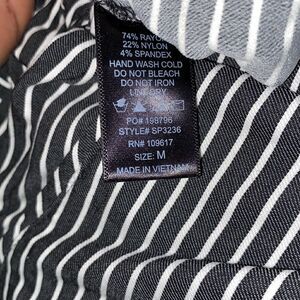 74% RAYON
22% NYLON
4% SPANDEX
HAND WASH COLD
DO NOT BLEACH
DO NOT IRON
LINE DRY
PO# 198796
STYLE# SP3236
RN# 109617
SIZE: M
MADE IN VIETNAM